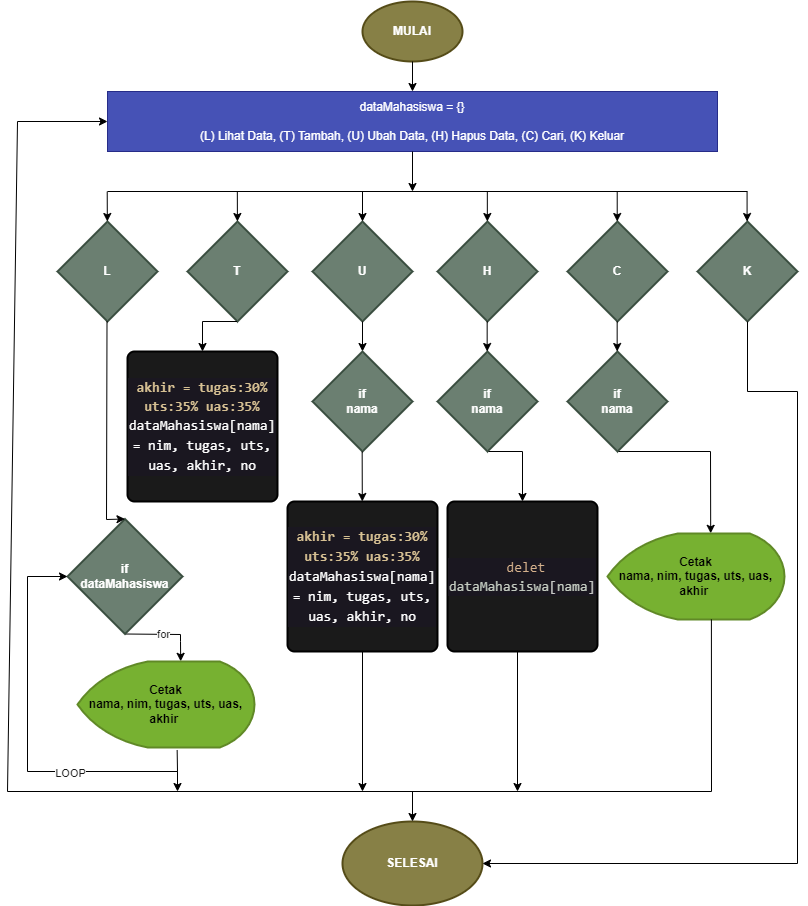 MULAI
dataMahasiswa = {}
(L) Lihat Data, (T) Tambah, (U) Ubah Data, (H) Hapus Data, (C) Cari, (K) Keluar
L
T
U
H
C
K
akhir = tugas:30%
uts:35% uas:35%
dataMahasiswa[nama]
= nim, tugas, uts,
uas, akhir, no
if
nama
if
nama
if
nama
if
dataMahasiswa
akhir = tugas:30%
uts:35% uas:35%
dataMahasiswa[nama]
= nim, tugas, uts,
uas, akhir, no
delet
dataMahasiswa[nama]
Cetak
nama, nim, tugas, uts, uas,
akhir
for
Cetak
nama, nim, tugas, uts, uas,
akhir
LOOP
SELESAI